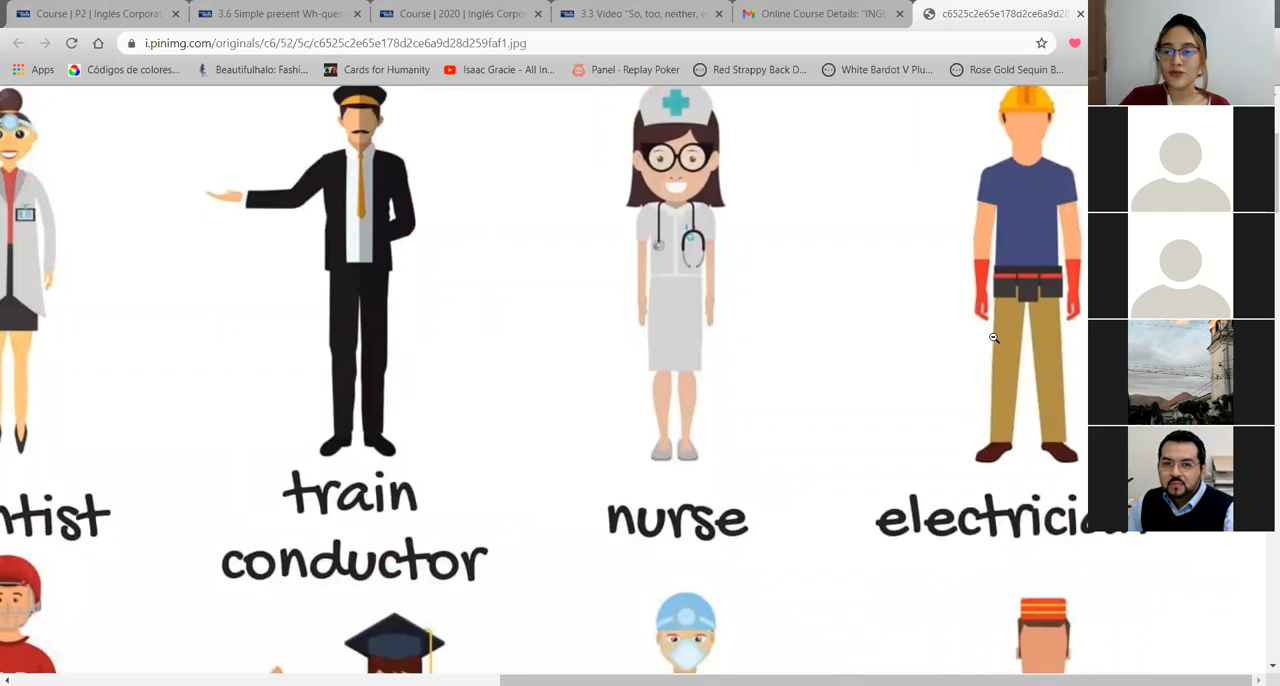 Course | P2 | Inglés Corporat
3.6 Simple present Wh-ques
Course | 2020 | Inglés Corpo
3.3 Video "So, too, neither, e
Online Course Details: "INGL
c6525c2e65e178d2ce6a9d28d
i.pinimg.com/originals/c6/52/5c/c6525c2e65e178d2ce6a9d28d259faf1.jpg
Apps
Códigos de colores...
Beautifulhalo: Fashi...
Cards for Humanity
Isaac Gracie - All In...
Panel · Replay Poker
Red Strappy Back D...
White Bardot V Plu...
Rose Gold Sequin B...
ntist
train
conductor
nurse
electricia